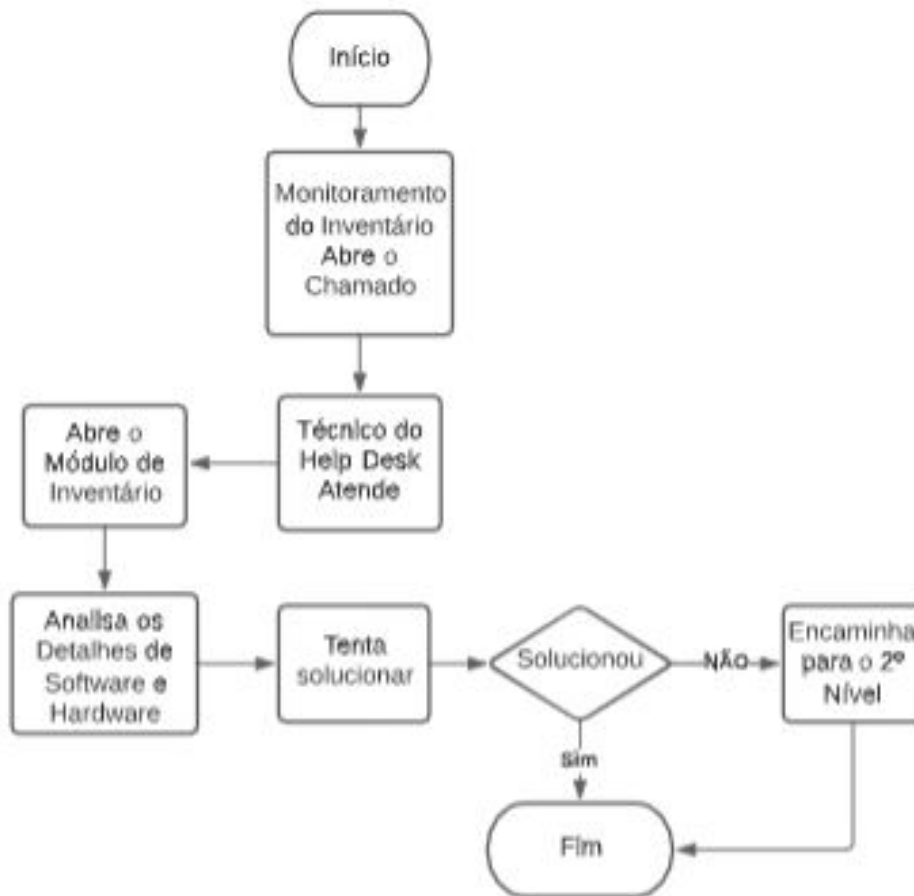 Início
Monitoramento
do Inventário
Abre o
Chamado
Técnico do
Help Desk
Atende
Abre o
Módulo de
Inventário
Analisa os
Detalhes de
Software e
Hardware
Tenta
solucionar
Solucionou
NÃO
Encaminha
para o 2º
Nível
Sim
Fim